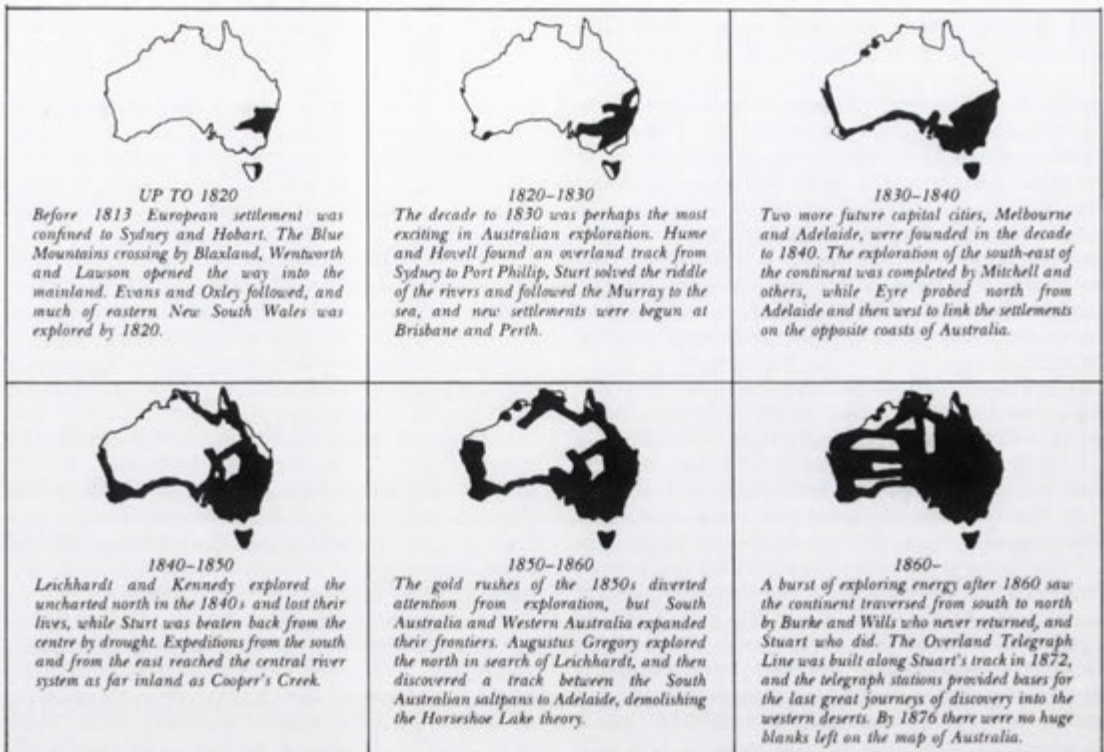 UP TO 1820
Before 1813 European settlement was
confined to Sydney and Hobart. The Blue
Mountains crossing by Blaxland, Wentworth
and Lawson opened the way into the
mainland. Evans and Oxley followed, and
much of eastern New South Wales was
explored by 1820.
1820–1830
The decade to 1830 was perhaps the most
exciting in Australian exploration. Hume
and Hovell found an overland track from
Sydney to Port Phillip, Sturt solved the riddle
of the rivers and followed the Murray to the
sea, and new settlements were begun at
Brisbane and Perth.
1830–1840
Two more future capital cities, Melbourne
and Adelaide, were founded in the decade
to 1840. The exploration of the south-east of
the continent was completed by Mitchell and
others, while Eyre probed north from
Adelaide and then west to link the settlements
on the opposite coasts of Australia.
1840–1850
Leichhardt and Kennedy explored the
uncharted north in the 1840s and lost their
lives, while Sturt was beaten back from the
centre by drought. Expeditions from the south
and from the east reached the central river
system as far inland as Cooper's Creek.
1850–1860
The gold rushes of the 1850s diverted
attention from exploration, but South
Australia and Western Australia expanded
their frontiers. Augustus Gregory explored
the north in search of Leichhardt, and then
discovered a track between the South
Australian saltpans to Adelaide, demolishing
the Horseshoe Lake theory.
1860–
A burst of exploring energy after 1860 saw
the continent traversed from south to north
by Burke and Wills who never returned, and
Stuart who did. The Overland Telegraph
Line was built along Stuart's track in 1872,
and the telegraph stations provided bases for
the last great journeys of discovery into the
western deserts. By 1876 there were no huge
blanks left on the map of Australia.